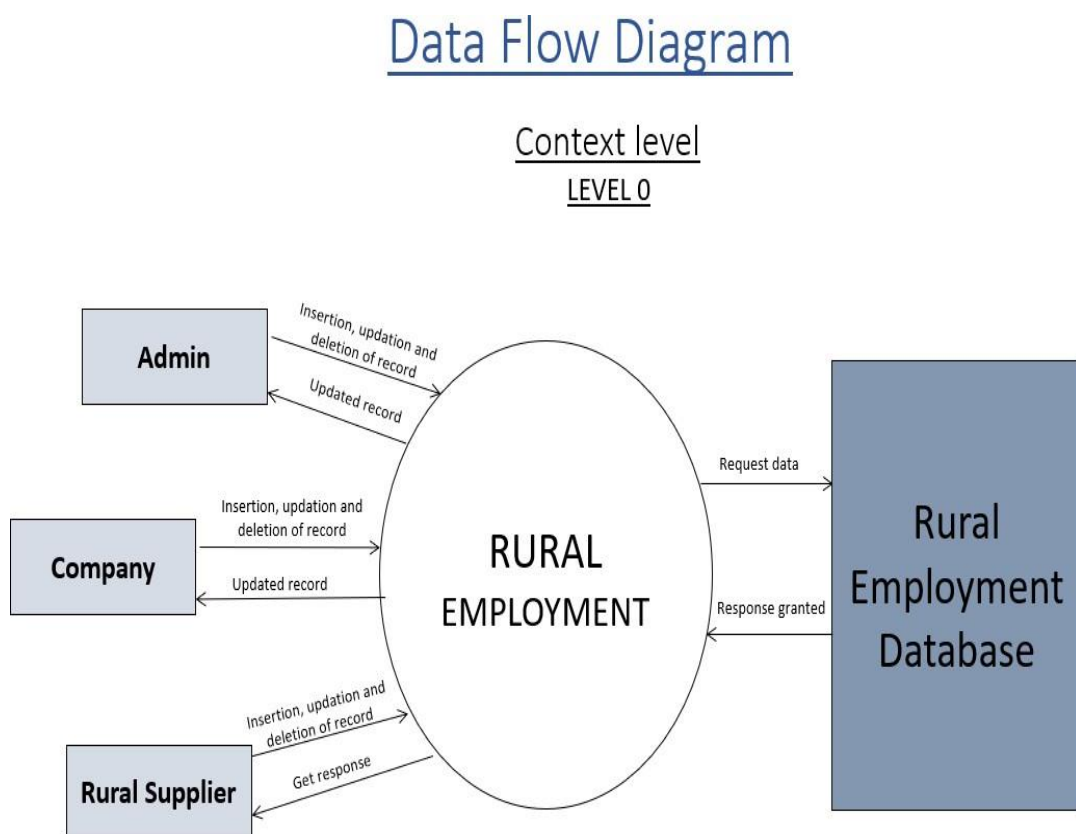 Data Flow Diagram
Context level
LEVEL 0
Insertion, updation and
deletion of record
Admin
Updated record
Insertion, updation and
deletion of record
Company
Updated record
Insertion, updation and
deletion of record
Rural Supplier
Get response
RURAL
EMPLOYMENT
Request data
Response granted
Rural
Employment
Database